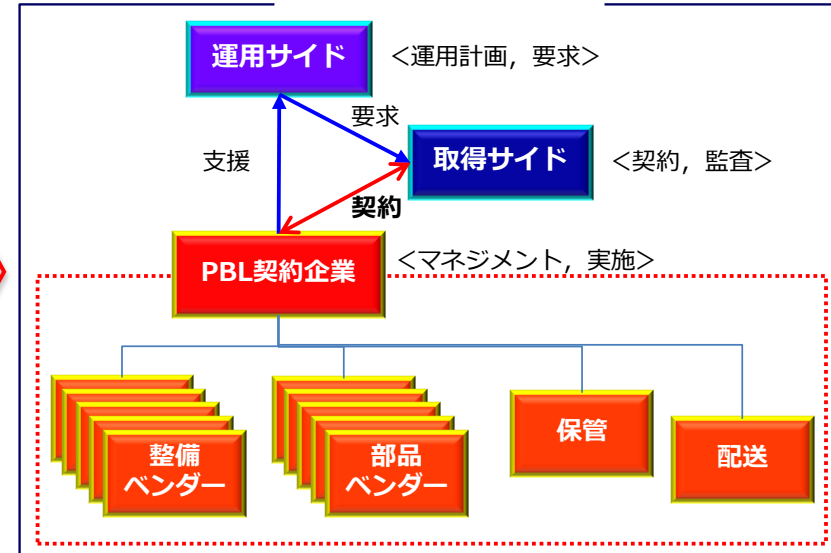 運用サイド
<運用計画，要求>
要求
支援
取得サイド
<契約，監査>
契約
PBL契約企業
<マネジメント，実施>
整備
ベンダー
部品
ベンダー
保管
配送